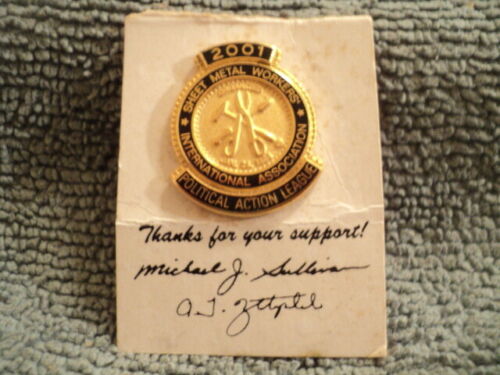 2001
SHEET METAL WORKERS'
INTERNATIONAL ASSOCIATION
POLITICAL ACTION LEAGUE
Thanks for your support!
Michael J. Sullivan